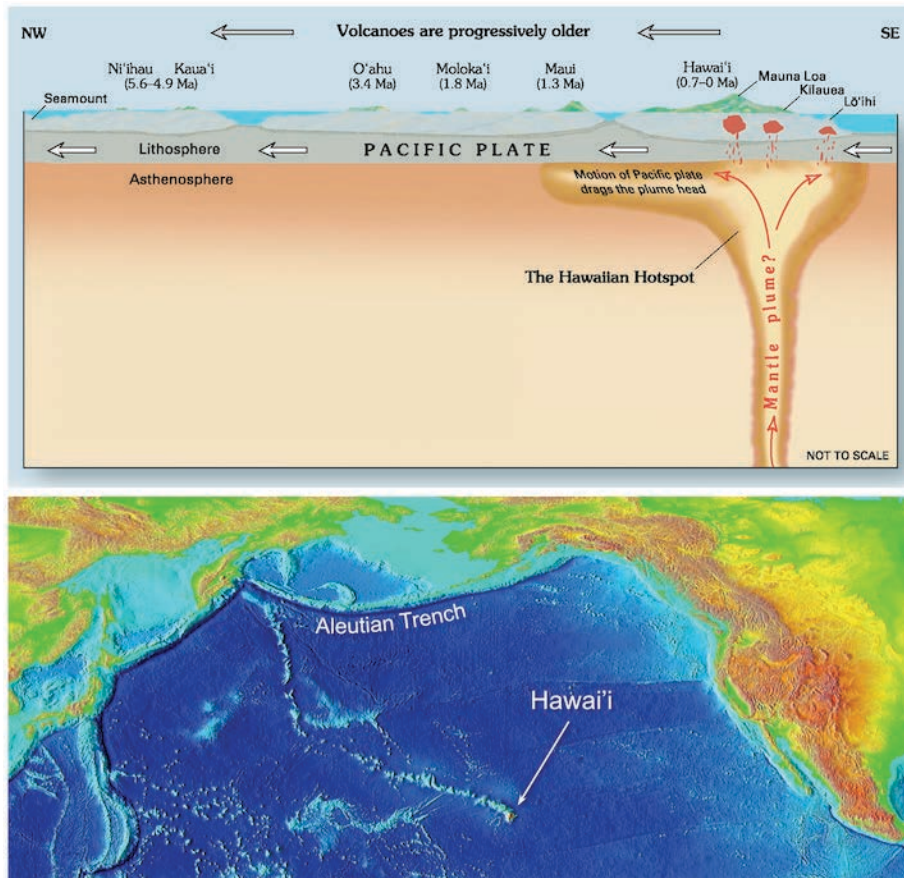 NW
Volcanoes are progressively older
SE
Ni'ihau Kaua'i
(5.6–4.9 Ma)
O'ahu
(3.4 Ma)
Moloka'i
(1.8 Ma)
Maui
(1.3 Ma)
Hawai'i
(0.7–0 Ma)
Mauna Loa
Kilauea
Lō'ihi
Seamount
Lithosphere
PACIFIC PLATE
Asthenosphere
Motion of Pacific plate
drags the plume head
The Hawaiian Hotspot
Mantle plume?
NOT TO SCALE
Aleutian Trench
Hawai'i